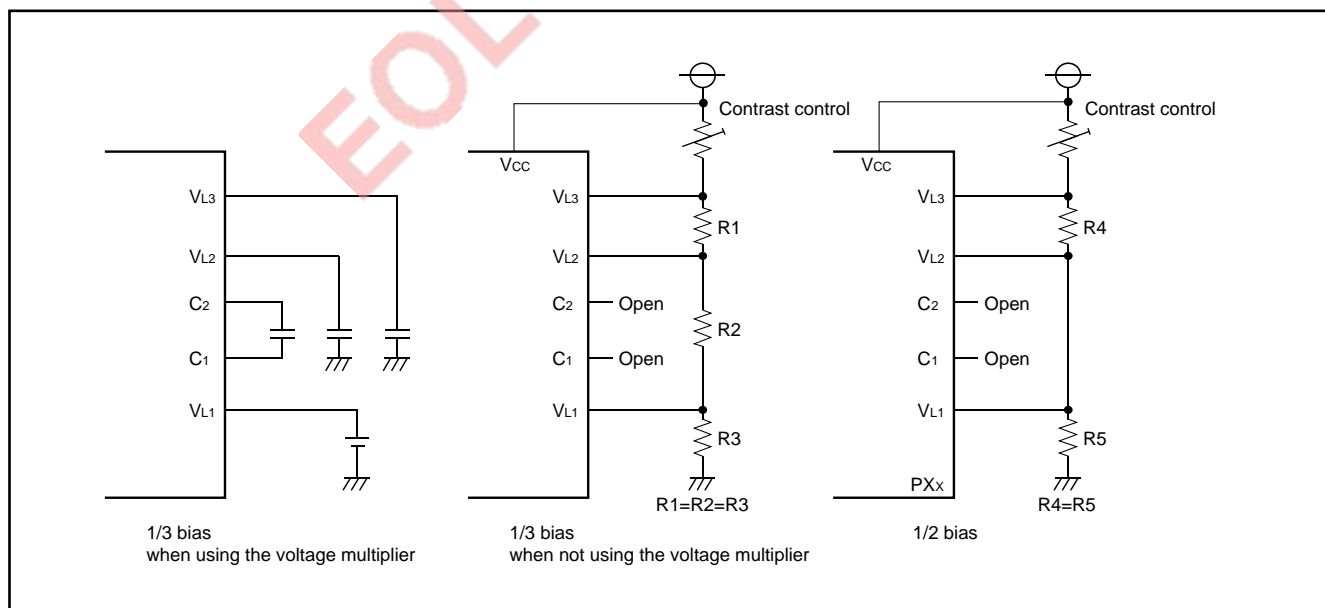 EOL
VL3
VL2
C2
C1
VL1
1/3 bias
when using the voltage multiplier
Contrast control
VCC
VL3
R1
VL2
C2
Open
R2
C1
Open
VL1
R3
R1=R2=R3
1/3 bias
when not using the voltage multiplier
Contrast control
VCC
VL3
R4
VL2
C2
Open
C1
Open
VL1
R5
PXx
R4=R5
1/2 bias